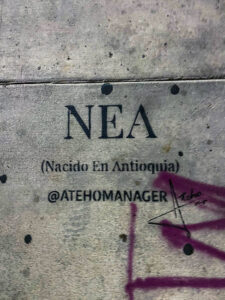 NEA
(Nacido En Antioquia)
@ATEHOMANAGER